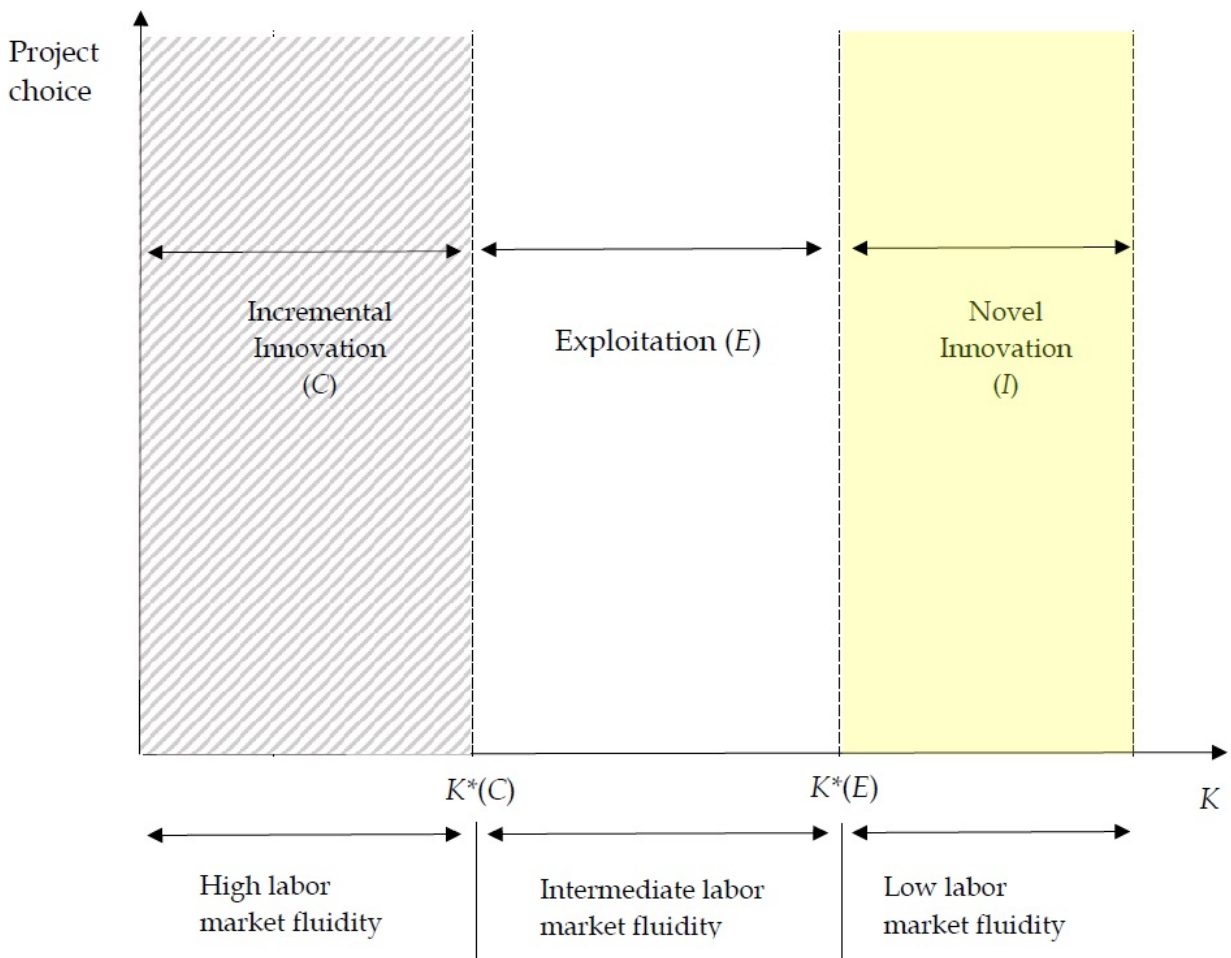 Project
choice
Incremental
Innovation
(C)
Exploitation (E)
Novel
Innovation
(I)
K*(C)
K*(E)
K
High labor
market fluidity
Intermediate labor
market fluidity
Low labor
market fluidity